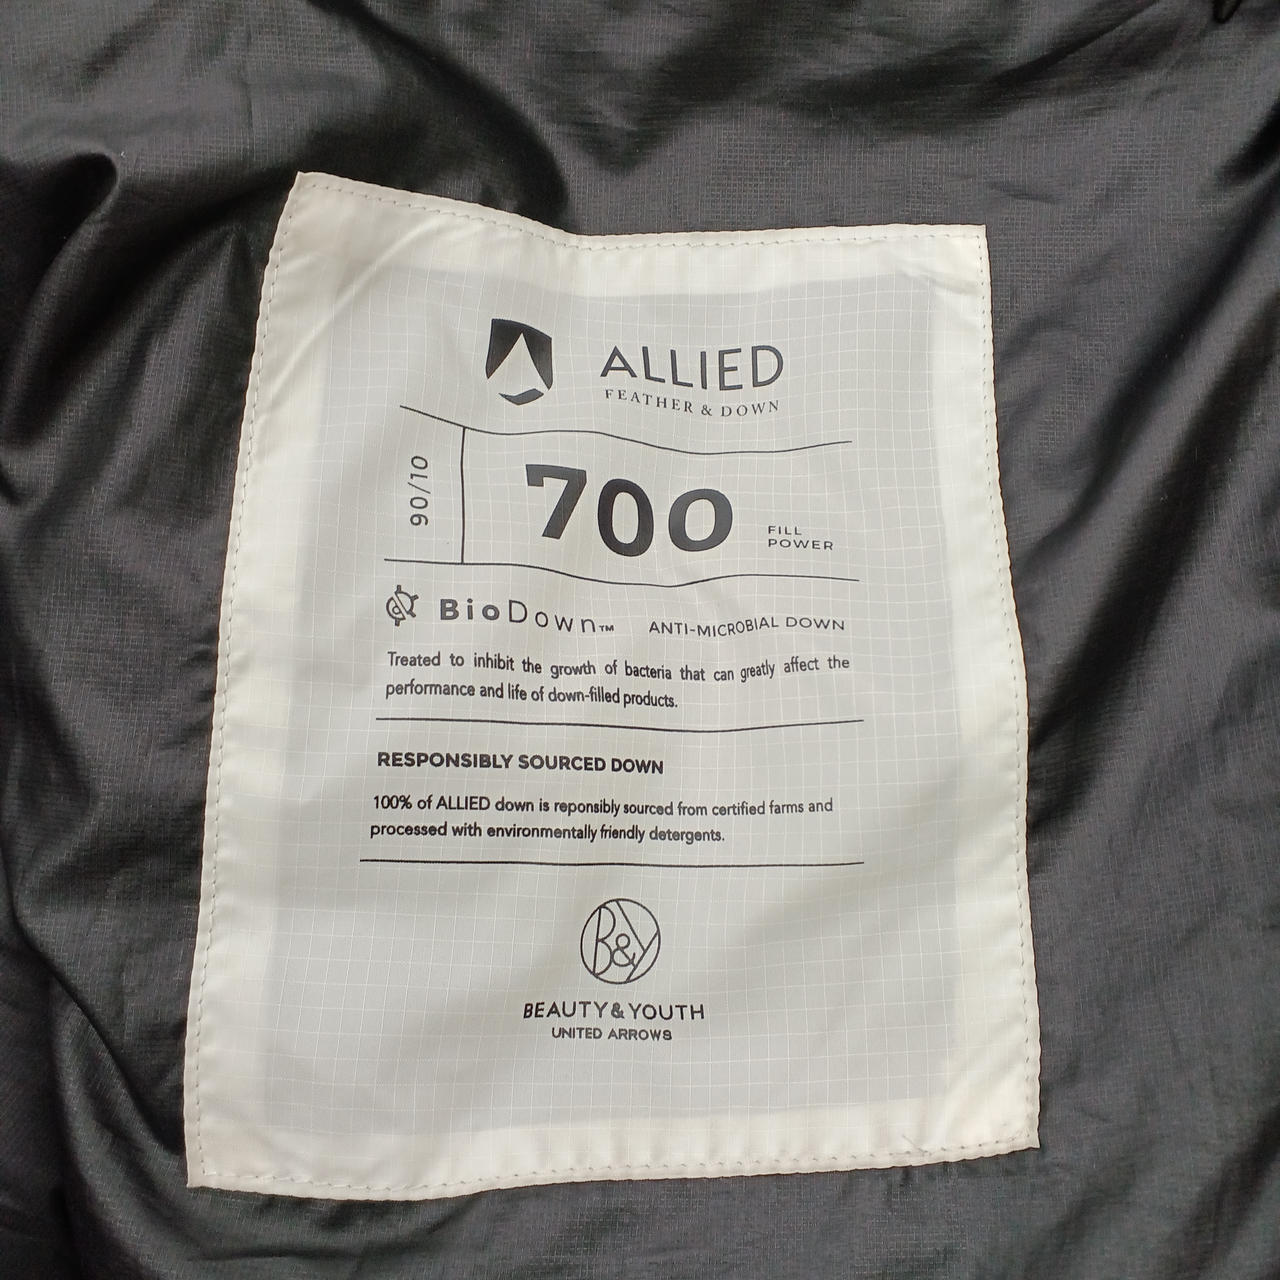 ALLIED
FEATHER & DOWN
90/10
700
FILL
POWER
BioDown™ ANTI-MICROBIAL DOWN
Treated to inhibit the growth of bacteria that can greatly affect the
performance and life of down-filled products.
RESPONSIBLY SOURCED DOWN
100% of ALLIED down is reponsibly sourced from certified farms and
processed with environmentally friendly detergents.
B&Y
BEAUTY&YOUTH
UNITED ARROWS